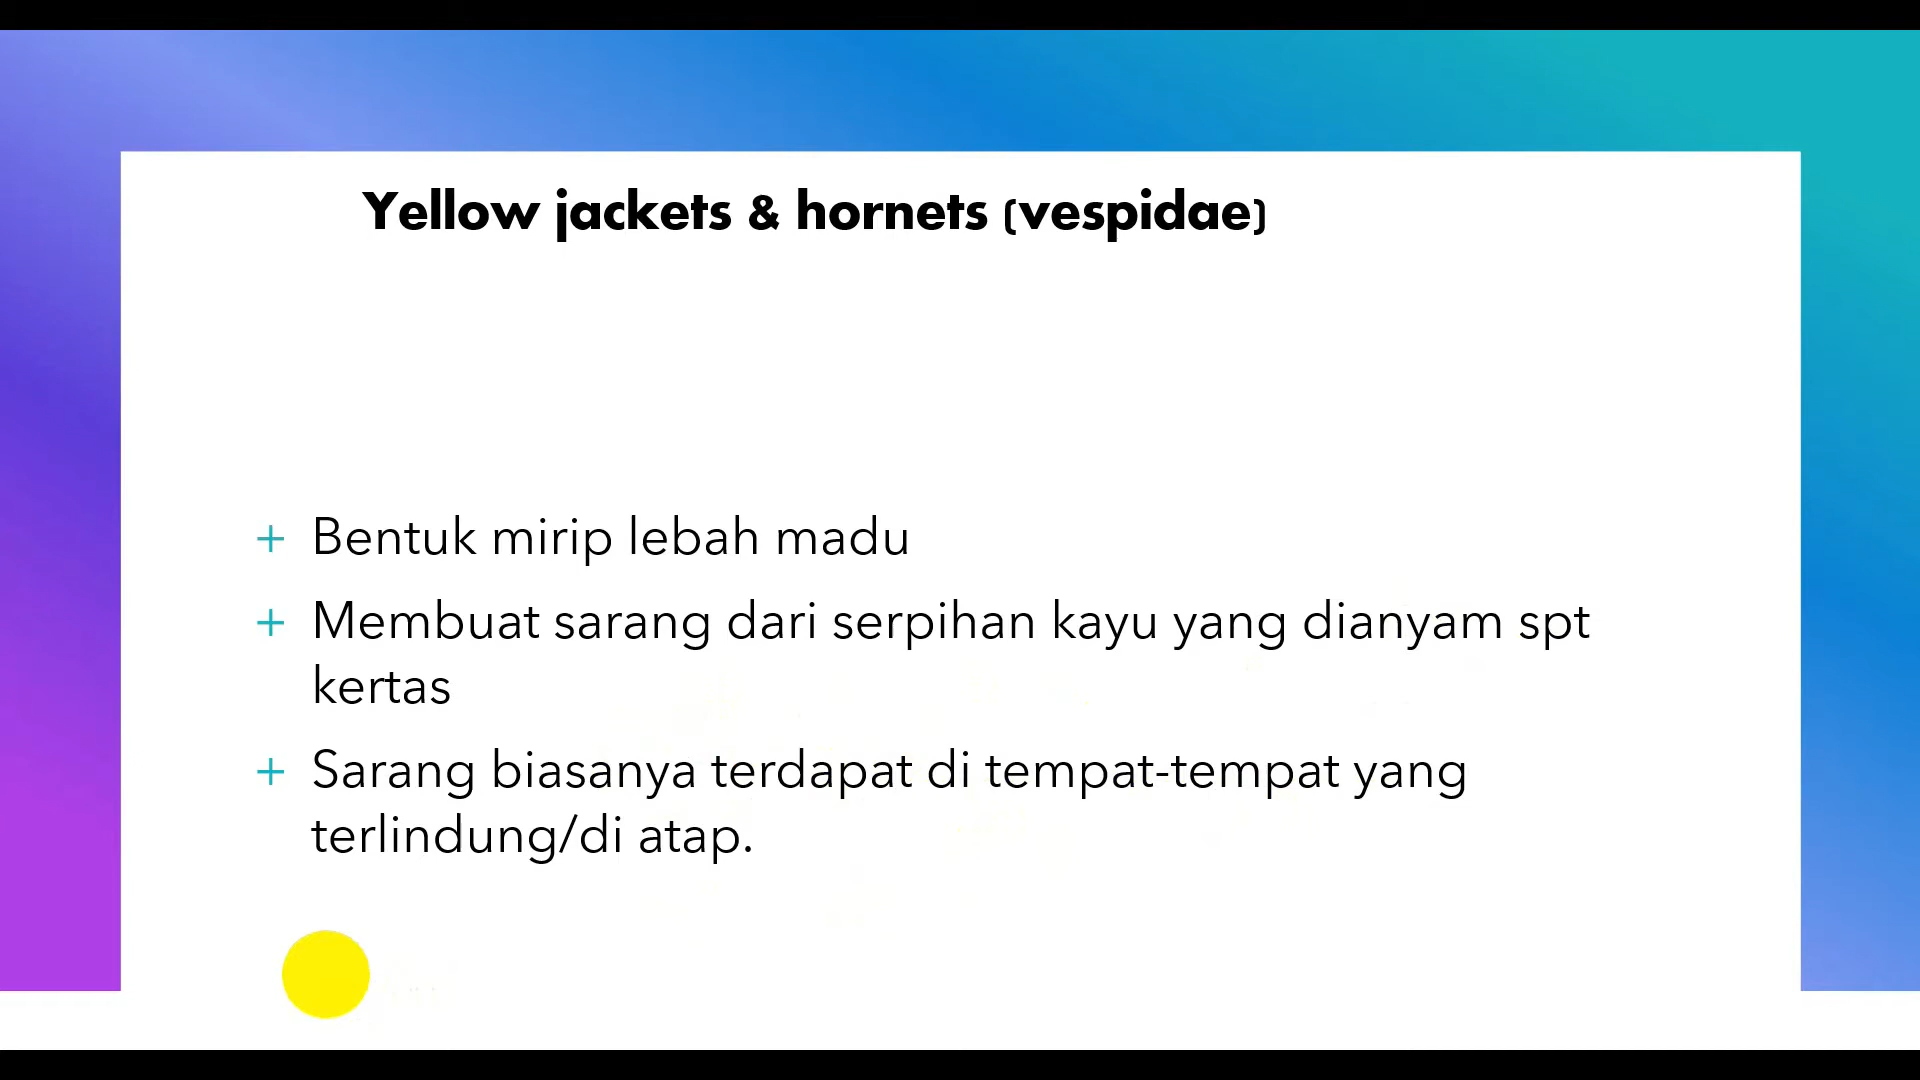 Yellow jackets & hornets (vespidae)
+ Bentuk mirip lebah madu
+ Membuat sarang dari serpihan kayu yang dianyam spt
kertas
+ Sarang biasanya terdapat di tempat-tempat yang
terlindung/di atap.